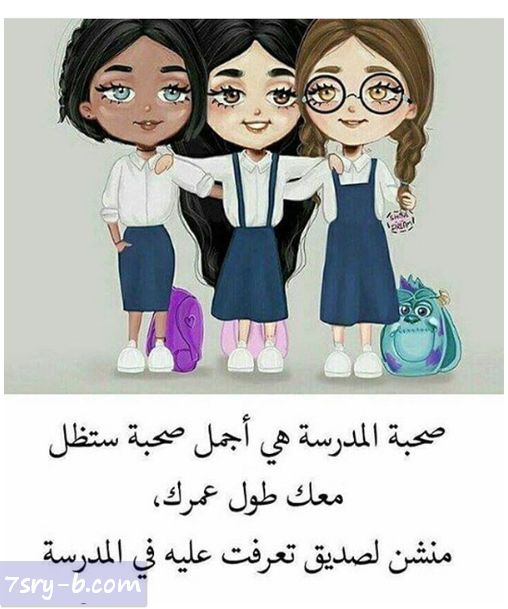 صحبة المدرسة هي أجمل صحبة ستظل
معك طول عمرك،
منشن لصديق تعرفت عليه في المدرسة
7sry-b.com